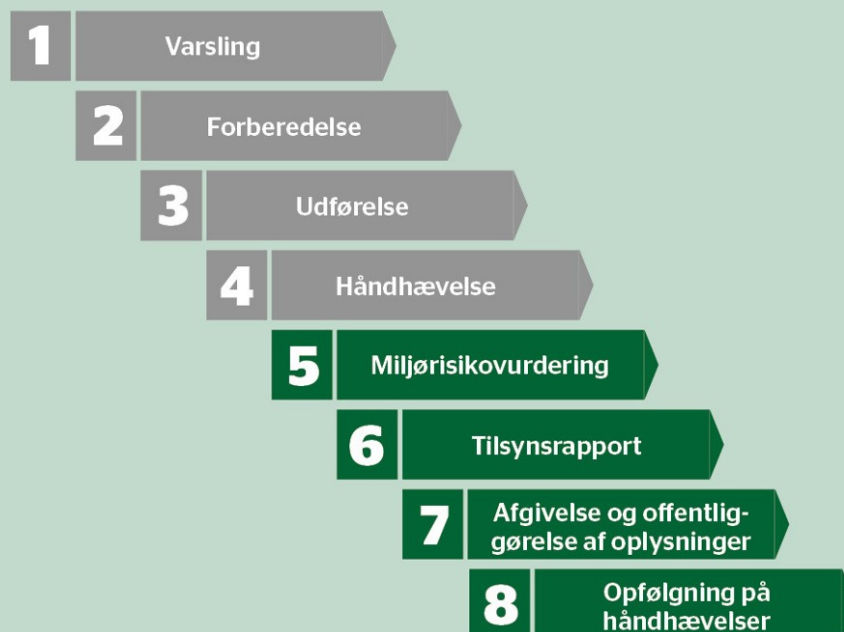 1
Varsling
2
Forberedelse
3
Udførelse
4
Håndhævelse
5
Miljørisikovurdering
6
Tilsynsrapport
7
Afgivelse og offentlig-
gørelse af oplysninger
8
Opfølgning på
håndhævelser